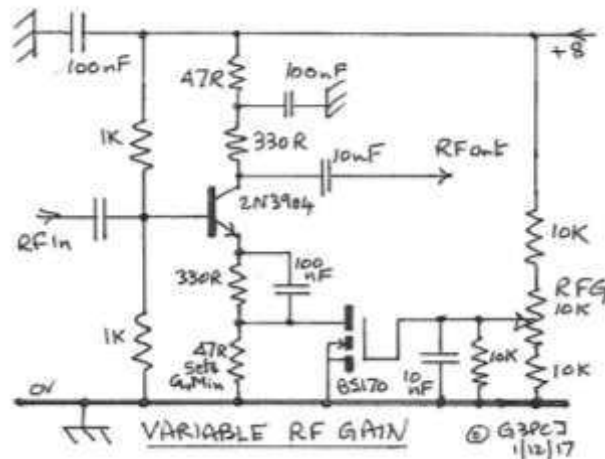 100nF
+8
47R
100nF
1K
330R
10nF
RFout
2N3904
RFIn
10K
330R
100
nF
RFG
10K
1K
47R
sets
GvMin
BS170
10
nF
10K
10K
0V
VARIABLE RF GAIN
© G3PCJ
1/12/17